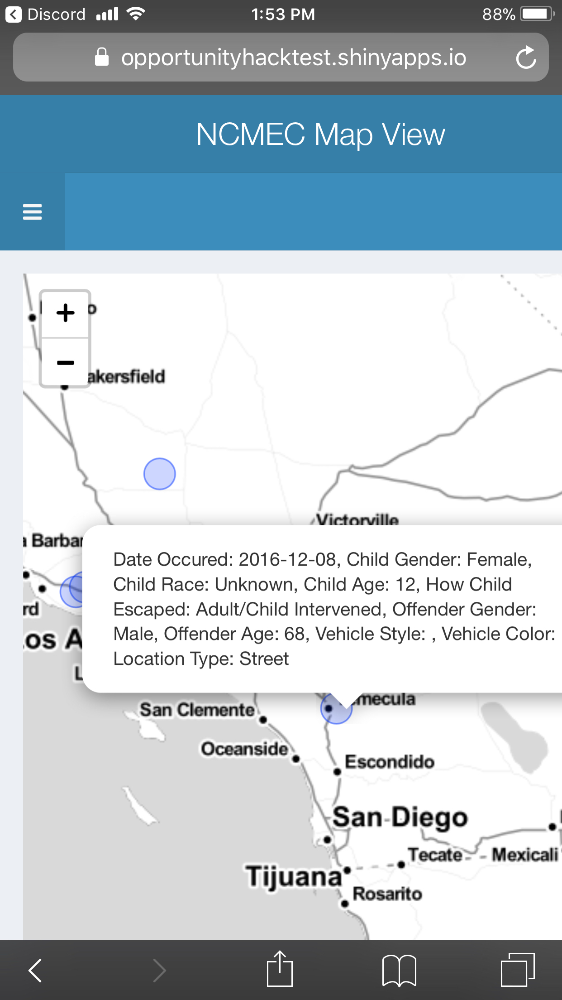 Discord
1:53 PM
88%
opportunityhacktest.shinyapps.io
NCMEC Map View
+
−
akersfield
Victorville
a Barbar
Date Occured: 2016-12-08, Child Gender: Female,
Child Race: Unknown, Child Age: 12, How Child
Escaped: Adult/Child Intervened, Offender Gender:
Male, Offender Age: 68, Vehicle Style: , Vehicle Color:
Location Type: Street
rd
os A
L
emecula
San Clemente
Oceanside
Escondido
San Diego
Tecate
Mexicali
Tijuana
Rosarito